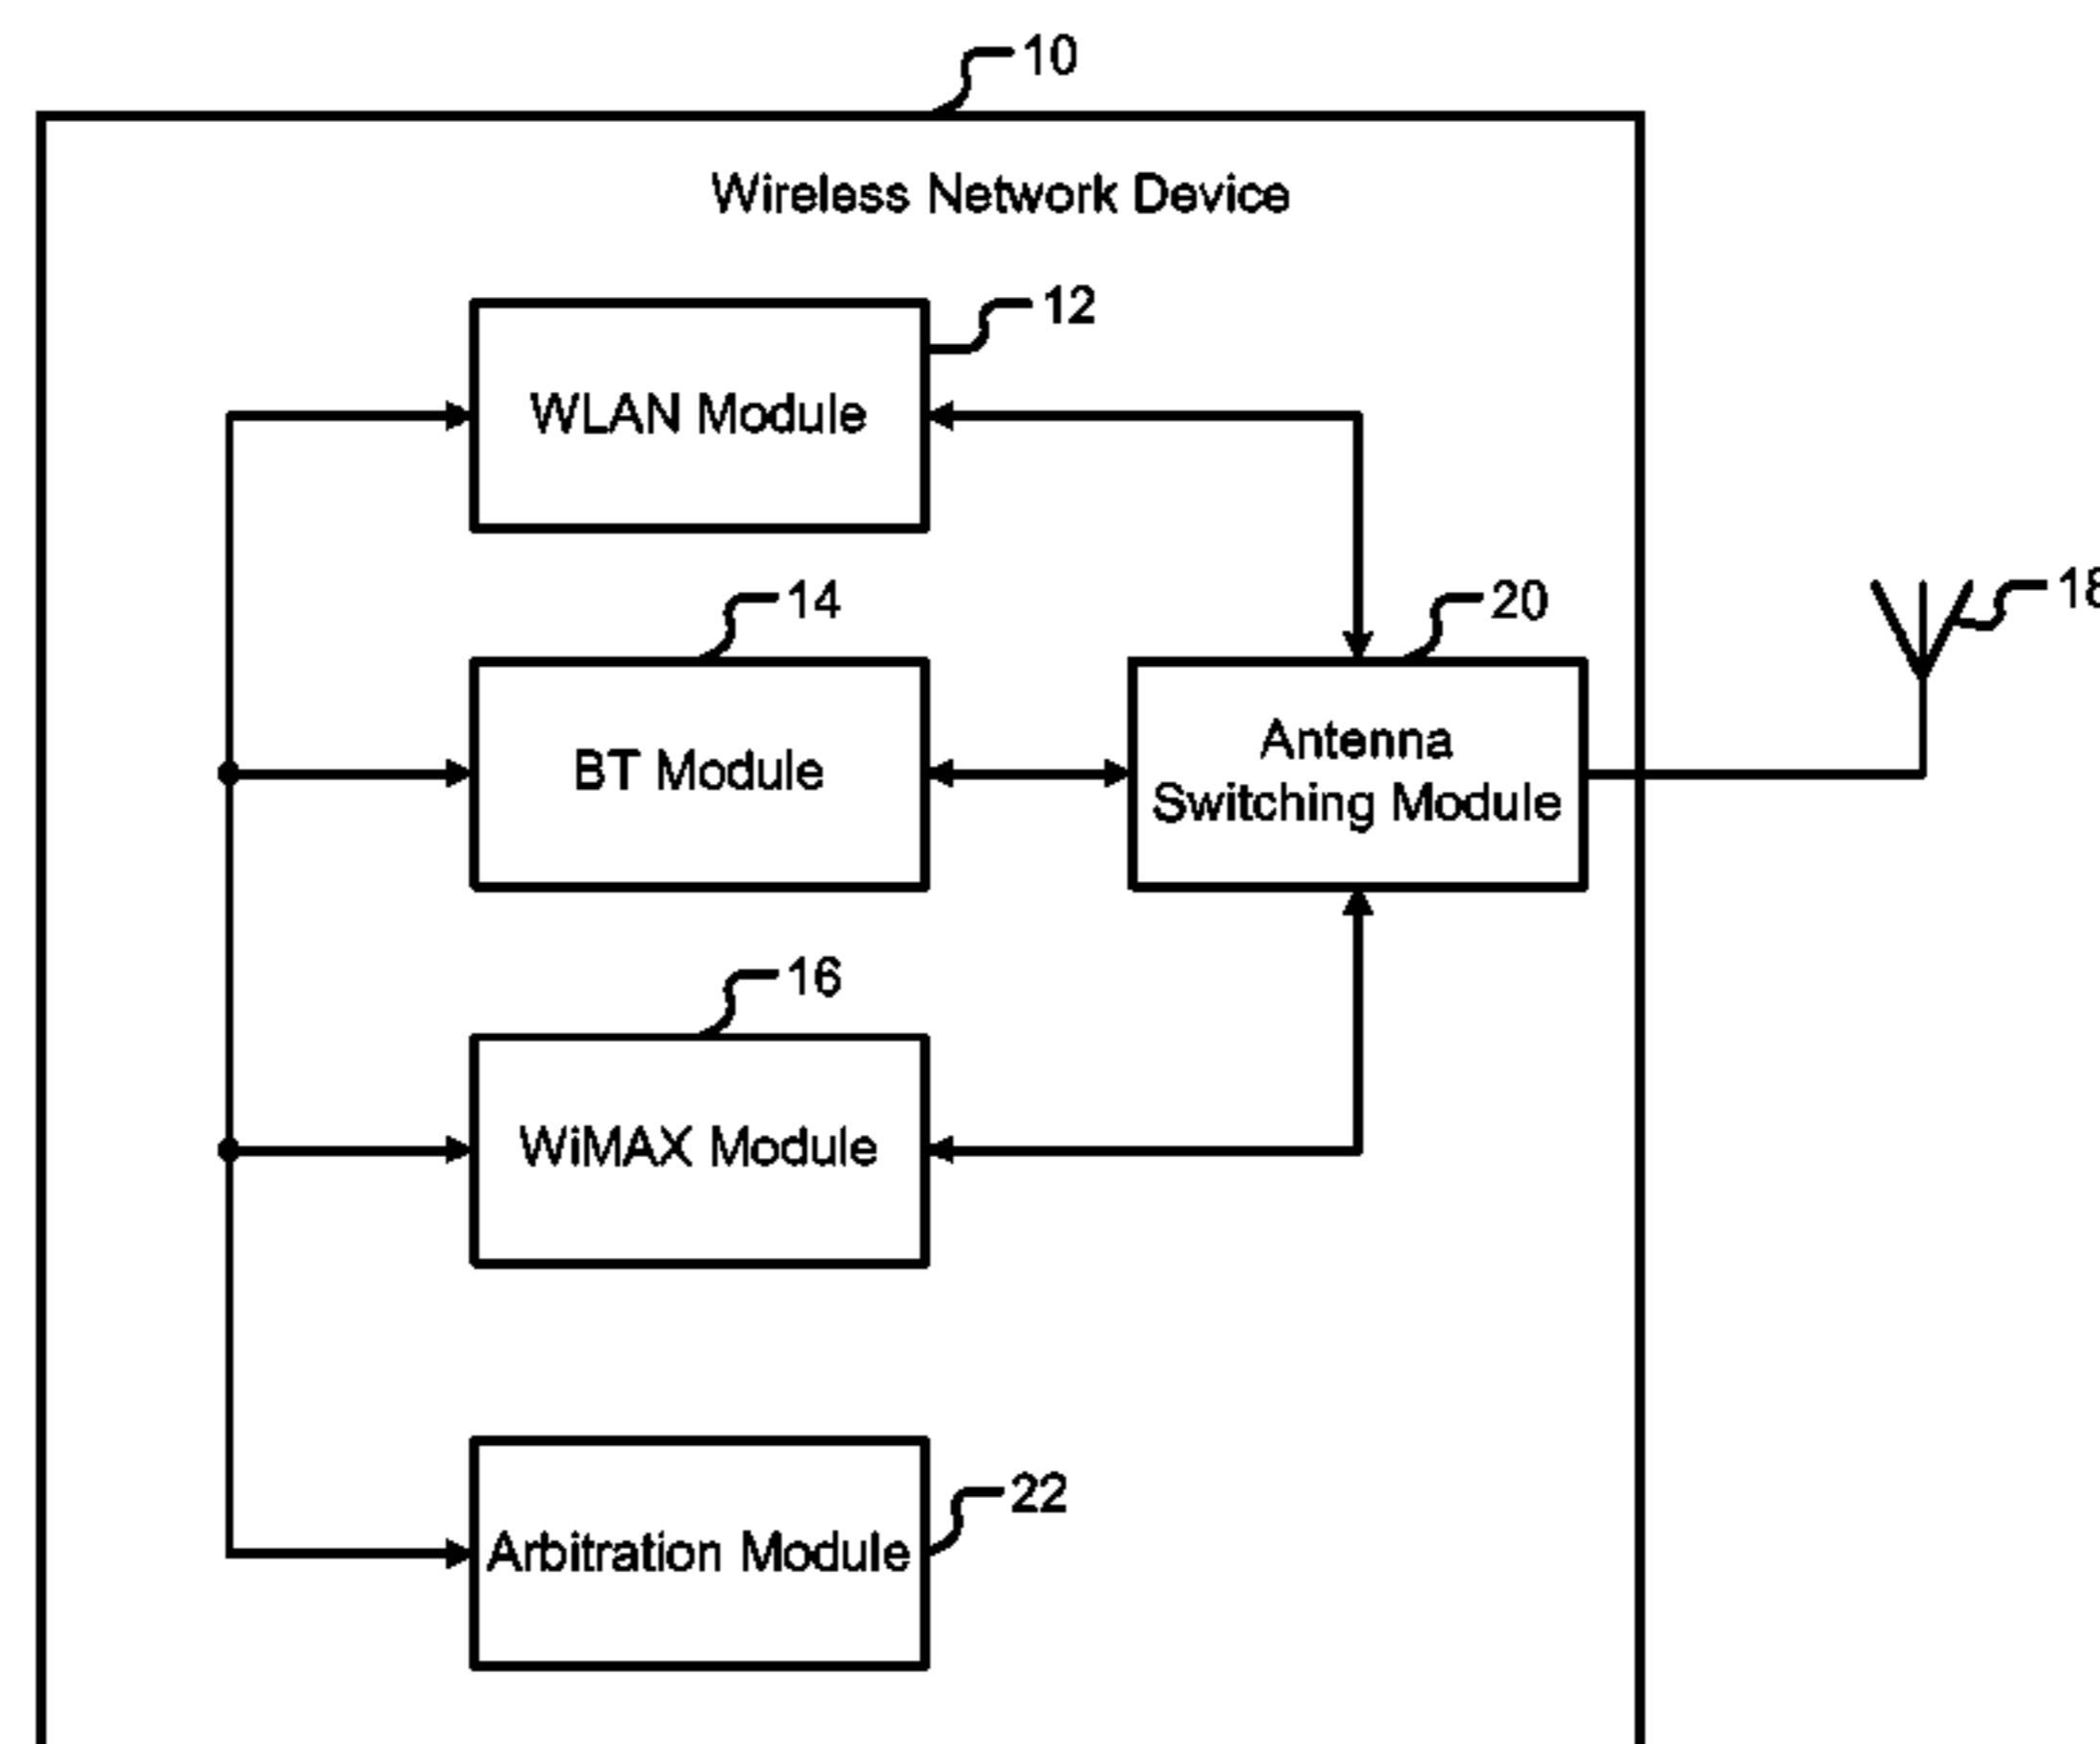 10
Wireless Network Device
12
WLAN Module
14
20
18
BT Module
Antenna
Switching Module
16
WiMAX Module
22
Arbitration Module